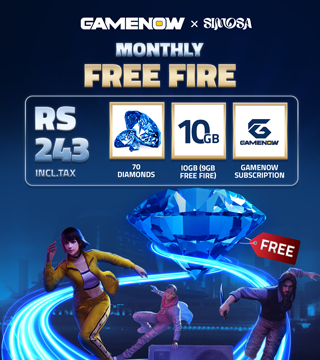 GAMENOW × SIMOSA
MONTHLY
FREE FIRE
RS
243
INCL.TAX
10GB
GAMENOW
70
DIAMONDS
10GB (9GB
FREE FIRE)
GAMENOW
SUBSCRIPTION
FREE